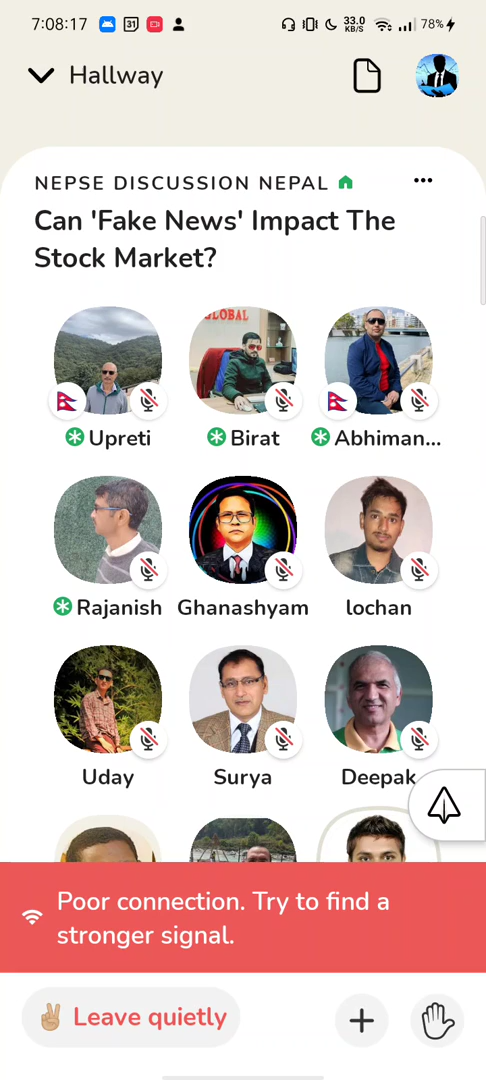 7:08:17
31
33.0
KB/S
78%
Hallway
NEPSE DISCUSSION NEPAL
Can 'Fake News' Impact The
Stock Market?
GLOBAL
Upreti
Birat
Abhiman...
Rajanish
Ghanashyam
lochan
Uday
Surya
Deepak
Poor connection. Try to find a
stronger signal.
Leave quietly